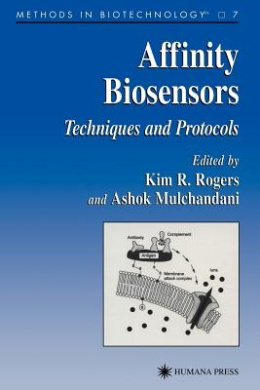 METHODS IN BIOTECHNOLOGY™ □ 7
Affinity
Biosensors
Techniques and Protocols
Edited by
Kim R. Rogers
and Ashok Mulchandani
Complement
Antibody
Antigen
Membrane
attack complex
Ions
HUMANA PRESS